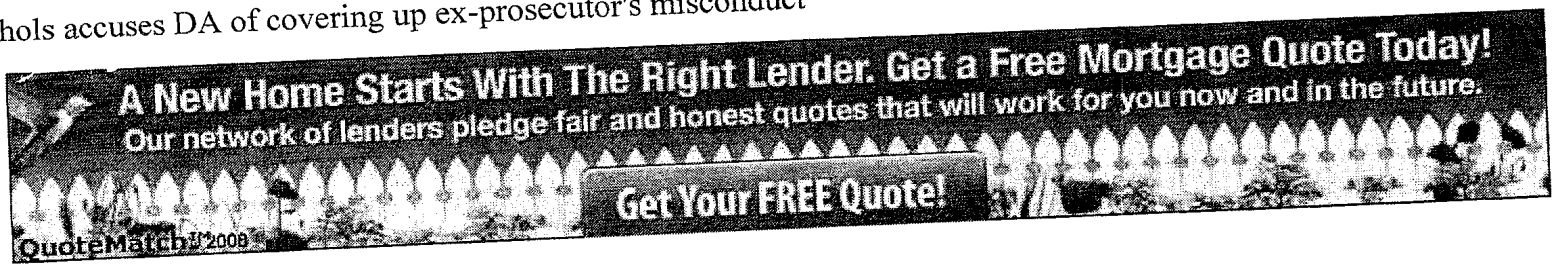 hols accuses DA of covering up ex-prosecutor's misconduct
A New Home Starts With The Right Lender. Get a Free Mortgage Quote Today!
Our network of lenders pledge fair and honest quotes that will work for you now and in the future.
Get Your FREE Quote!
QuoteMatch 2008